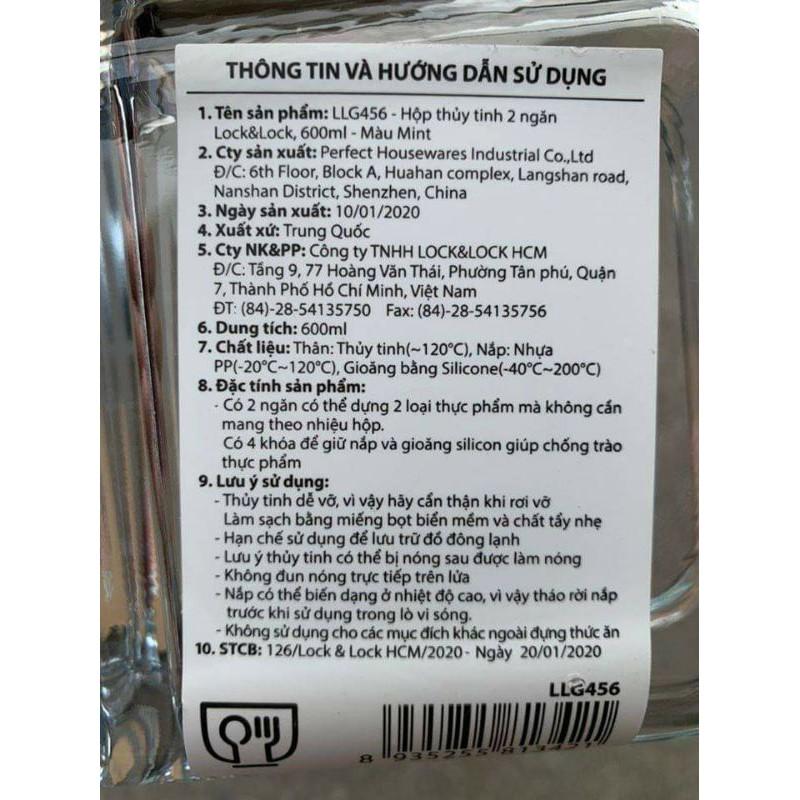 THÔNG TIN VÀ HƯỚNG DẪN SỬ DỤNG
1. Tên sản phẩm: LLG456 - Hộp thủy tinh 2 ngăn
Lock&Lock, 600ml - Màu Mint
2. Cty sản xuất: Perfect Housewares Industrial Co.,Ltd
Đ/C: 6th Floor, Block A, Huahan complex, Langshan road,
Nanshan District, Shenzhen, China
3. Ngày sản xuất: 10/01/2020
4. Xuất xứ: Trung Quốc
5. Cty NK&PP: Công ty TNHH LOCK&LOCK HCM
Đ/C: Tầng 9, 77 Hoàng Văn Thái, Phường Tân phú, Quận
7, Thành Phố Hồ Chí Minh, Việt Nam
ĐT: (84)-28-54135750 Fax: (84)-28-54135756
6. Dung tích: 600ml
7. Chất liệu: Thân: Thủy tinh(~120°C), Nắp: Nhựa
PP(-20°C~120°C), Gioăng bằng Silicone(-40°C~200°C)
8. Đặc tính sản phẩm:
- Có 2 ngăn có thể dựng 2 loại thực phẩm mà không cần
mang theo nhiệu hộp.
Có 4 khóa để giữ nắp và gioăng silicon giúp chống trào
thực phẩm
9. Lưu ý sử dụng:
- Thủy tinh dễ vỡ, vì vậy hãy cẩn thận khi rơi vỡ
Làm sạch bằng miếng bọt biển mềm và chất tẩy nhẹ
- Hạn chế sử dụng để lưu trữ đồ đông lạnh
- Lưu ý thủy tinh có thể bị nóng sau được làm nóng
- Không đun nóng trực tiếp trên lửa
- Nắp có thể biến dạng ở nhiệt độ cao, vì vậy tháo rời nắp
trước khi sử dụng trong lò vi sóng.
- Không sử dụng cho các mục đích khác ngoài đựng thức ăn
10. STCB: 126/Lock & Lock HCM/2020 - Ngày 20/01/2020
LLG456
8 935255 813421